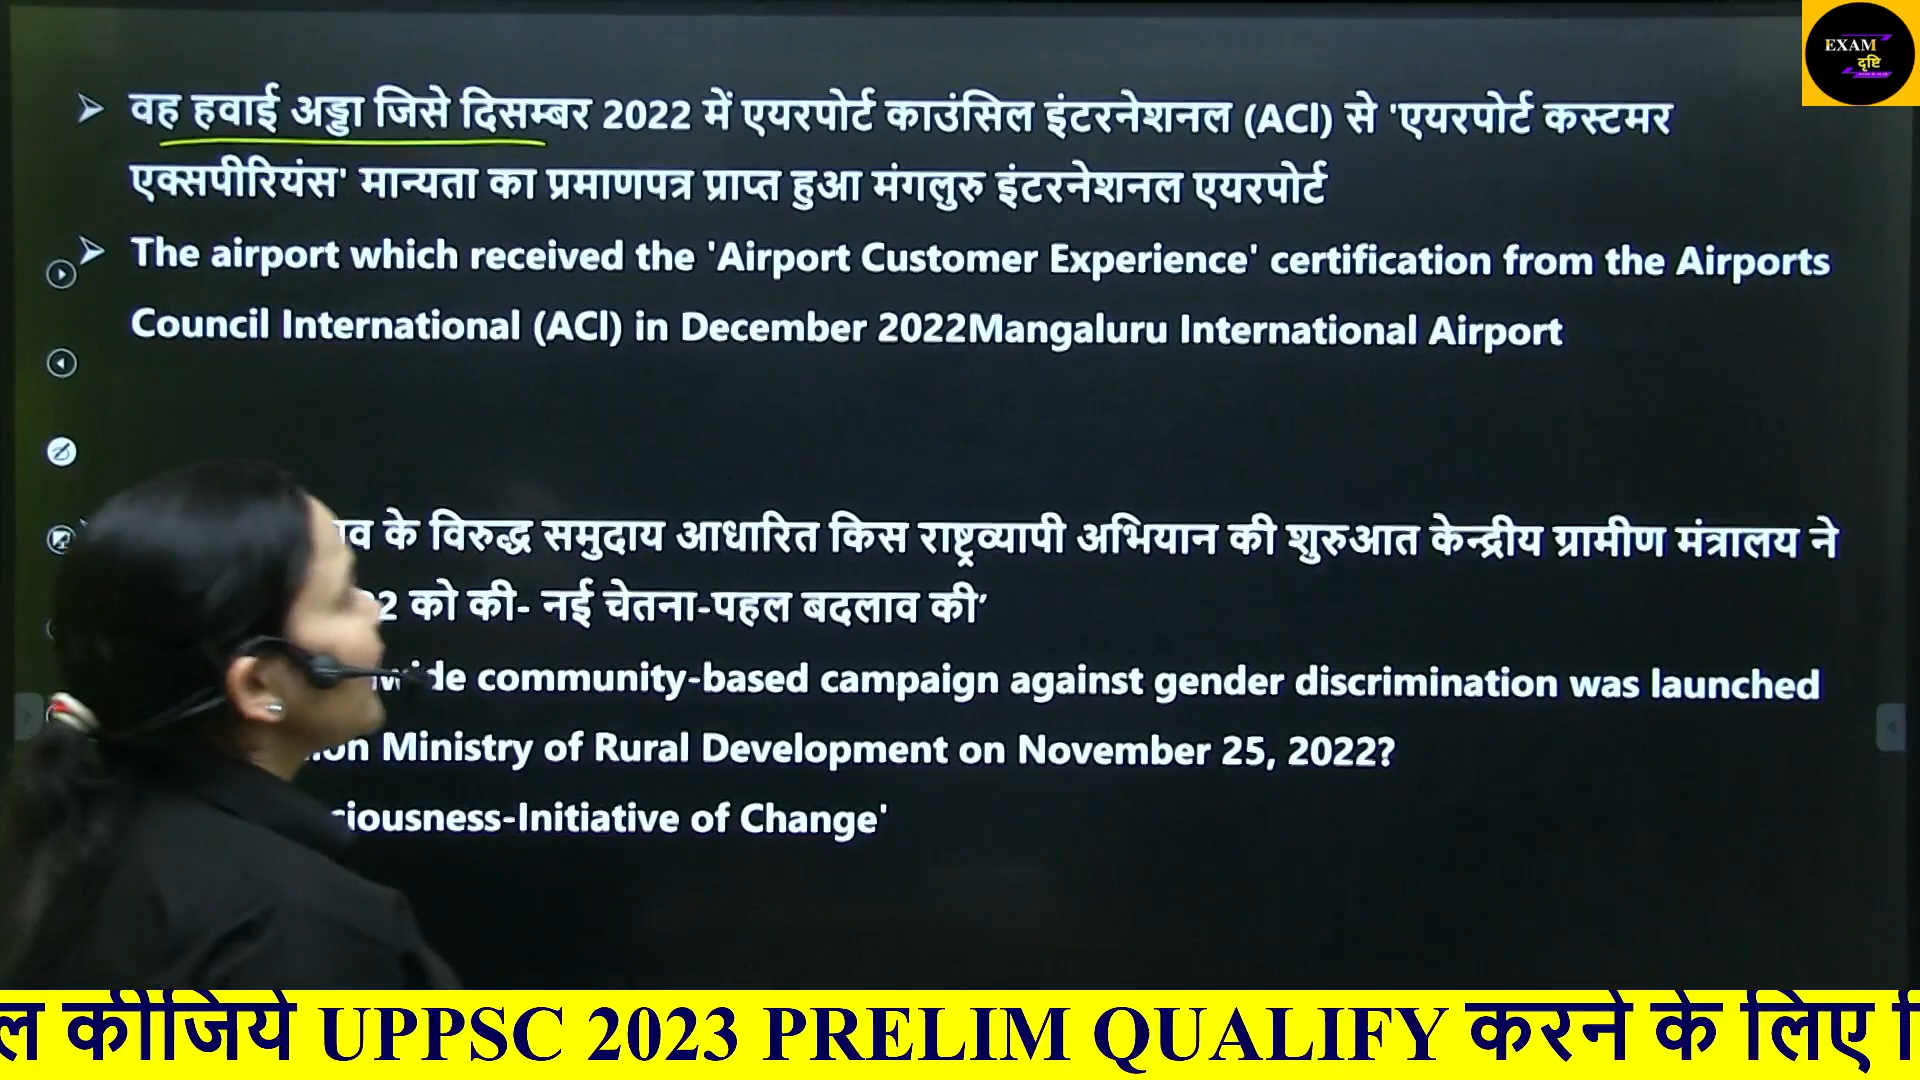 EXAM
दृष्टि
वह हवाई अड्डा जिसे दिसम्बर 2022 में एयरपोर्ट काउंसिल इंटरनेशनल (ACI) से 'एयरपोर्ट कस्टमर
एक्सपीरियंस' मान्यता का प्रमाणपत्र प्राप्त हुआ मंगलुरु इंटरनेशनल एयरपोर्ट
The airport which received the 'Airport Customer Experience' certification from the Airports
Council International (ACI) in December 2022Mangaluru International Airport
के विरुद्ध समुदाय आधारित किस राष्ट्रव्यापी अभियान की शुरुआत केन्द्रीय ग्रामीण मंत्रालय ने
को की- नई चेतना-पहल बदलाव की’
community-based campaign against gender discrimination was launched
Ministry of Rural Development on November 25, 2022?
-Initiative of Change'
कीजिये UPPSC 2023 PRELIM QUALIFY करने के लिए